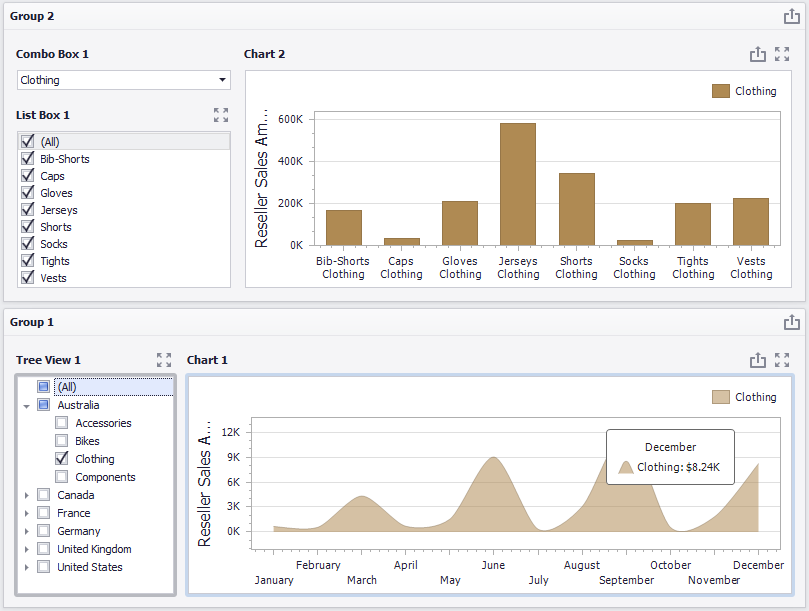 Group 2
Combo Box 1
Clothing
List Box 1
(All)
Bib-Shorts
Caps
Gloves
Jerseys
Shorts
Socks
Tights
Vests
Chart 2
Clothing
Reseller Sales Am...
600K
400K
200K
0K
Bib-Shorts Caps Gloves Jerseys Shorts Socks Tights Vests
Clothing Clothing Clothing Clothing Clothing Clothing Clothing Clothing
Group 1
Tree View 1
(All)
Australia
Accessories
Bikes
Clothing
Components
Canada
France
Germany
United Kingdom
United States
Chart 1
Clothing
Reseller Sales A...
12K
9K
6K
3K
0K
December
Clothing: $8.24K
February April June August October December
January March May July September November